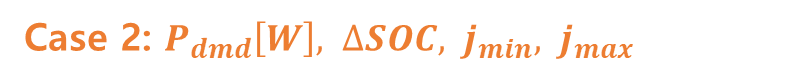 Case 2: P_dmd[W], ΔSOC, j_min, j_max